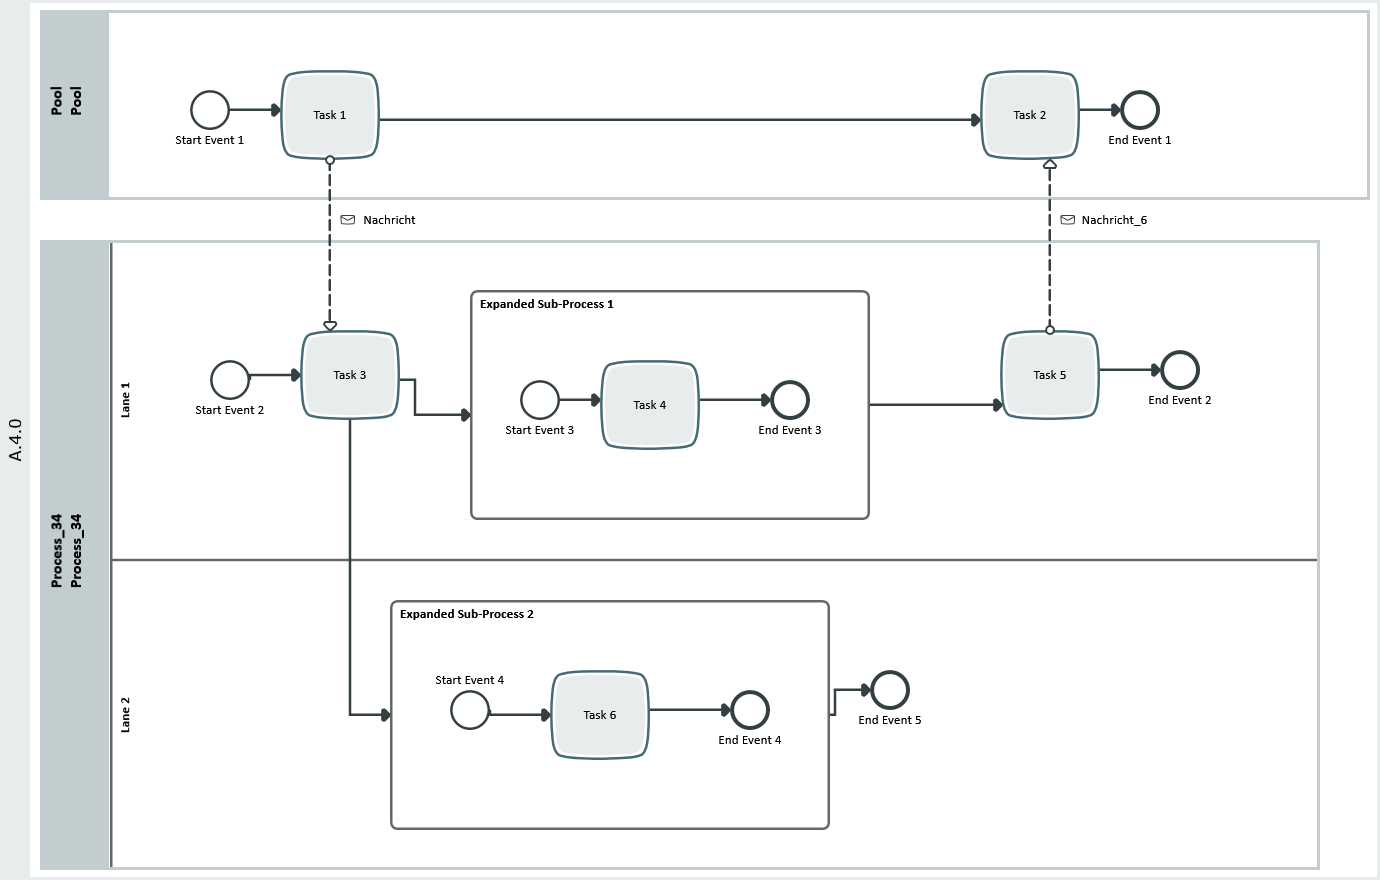 A.4.0
Pool
Pool
Start Event 1
Task 1
Task 2
End Event 1
Nachricht
Nachricht_6
Process_34
Process_34
Lane 1
Start Event 2
Task 3
Expanded Sub-Process 1
Start Event 3
Task 4
End Event 3
Task 5
End Event 2
Lane 2
Expanded Sub-Process 2
Start Event 4
Task 6
End Event 4
End Event 5